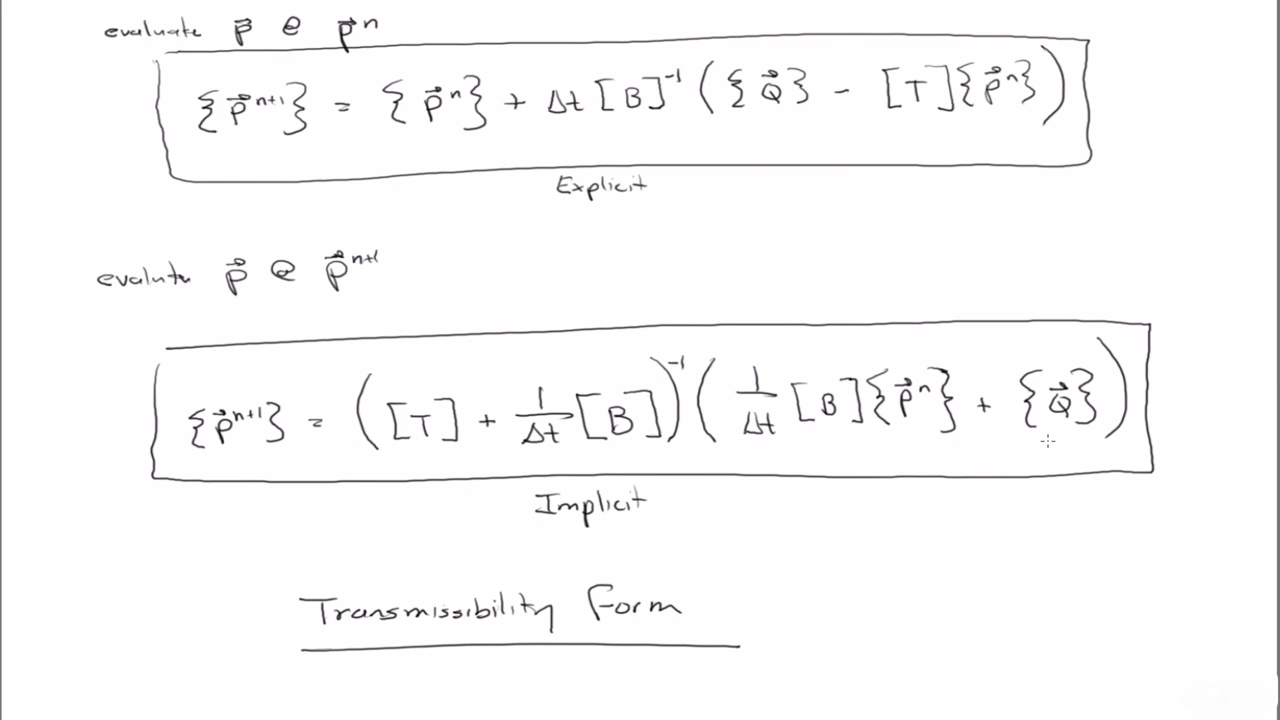 evaluate p⃗ @ p⃗ⁿ
{p⃗ⁿ⁺¹} = {p⃗ⁿ} + Δt [B]⁻¹ ({Q⃗} - [T]{p⃗ⁿ})
Explicit
evaluate p⃗ @ p⃗ⁿ⁺¹
{p⃗ⁿ⁺¹} = ([T] + 1/Δt [B])⁻¹ (1/Δt [B]{p⃗ⁿ} + {Q⃗})
Implicit
Transmissibility Form